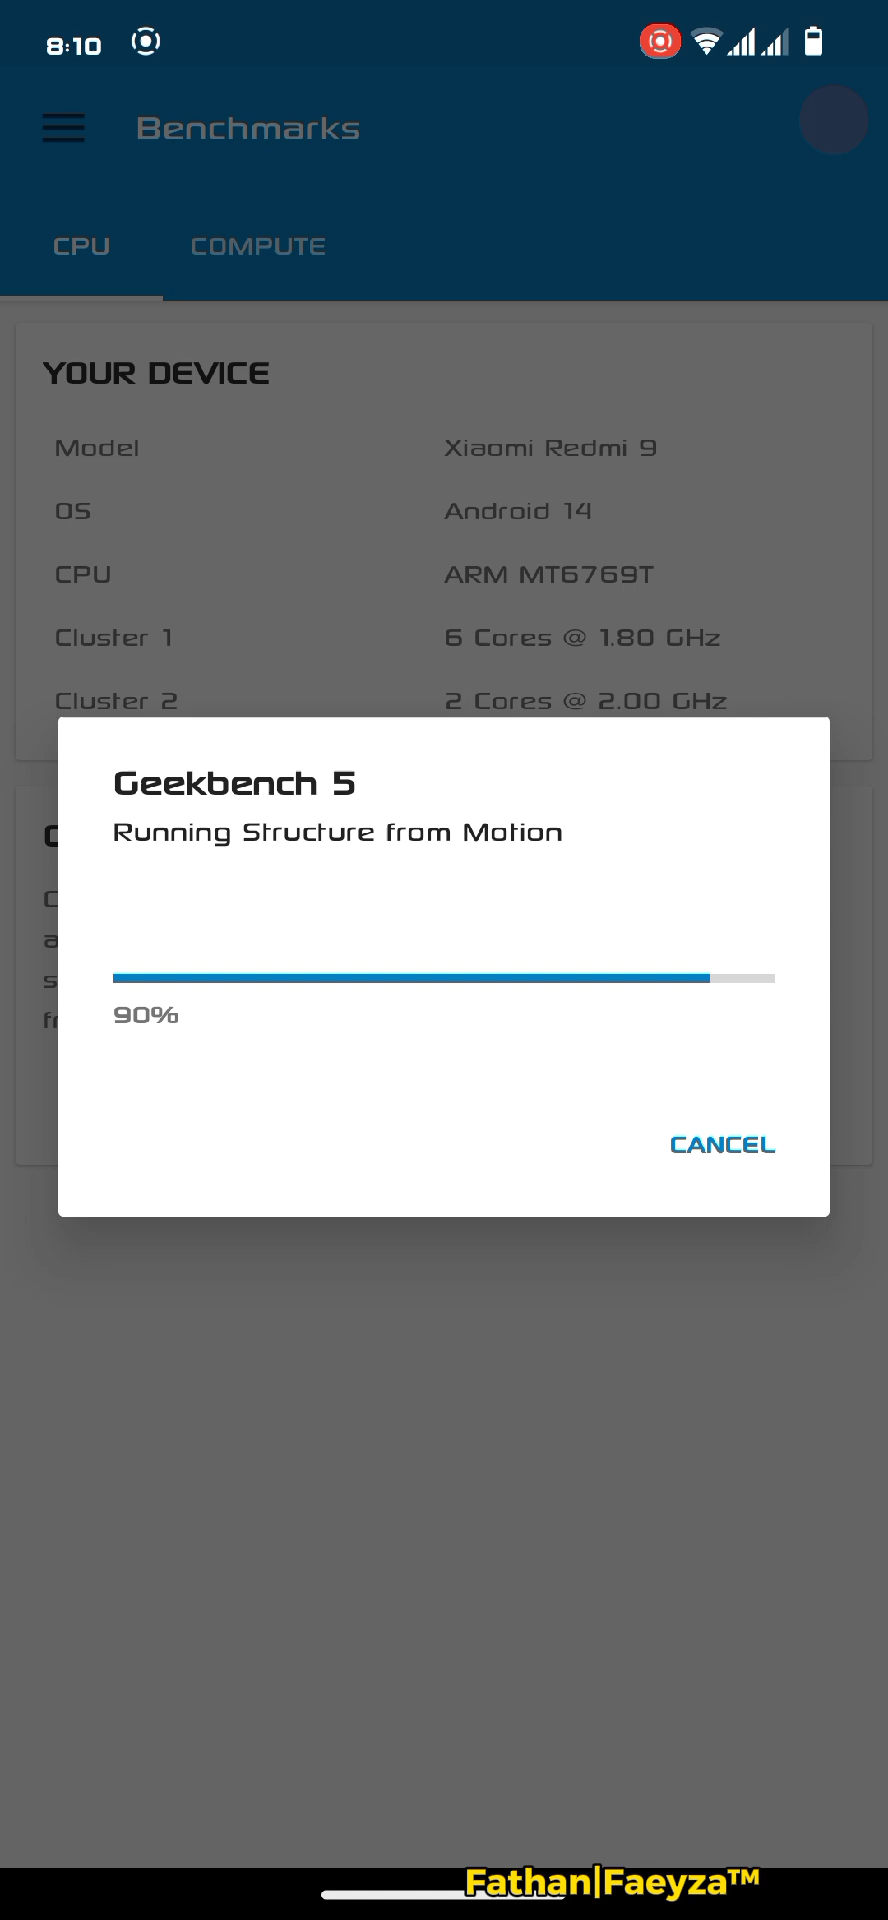 8:10
Benchmarks
CPU COMPUTE
YOUR DEVICE
Model Xiaomi Redmi 9
OS Android 14
CPU ARM MT6769T
Cluster 1 6 Cores @ 1.80 GHz
Cluster 2 2 Cores @ 2.00 GHz
Geekbench 5
Running Structure from Motion
90%
CANCEL
Fathan|Faeyza™